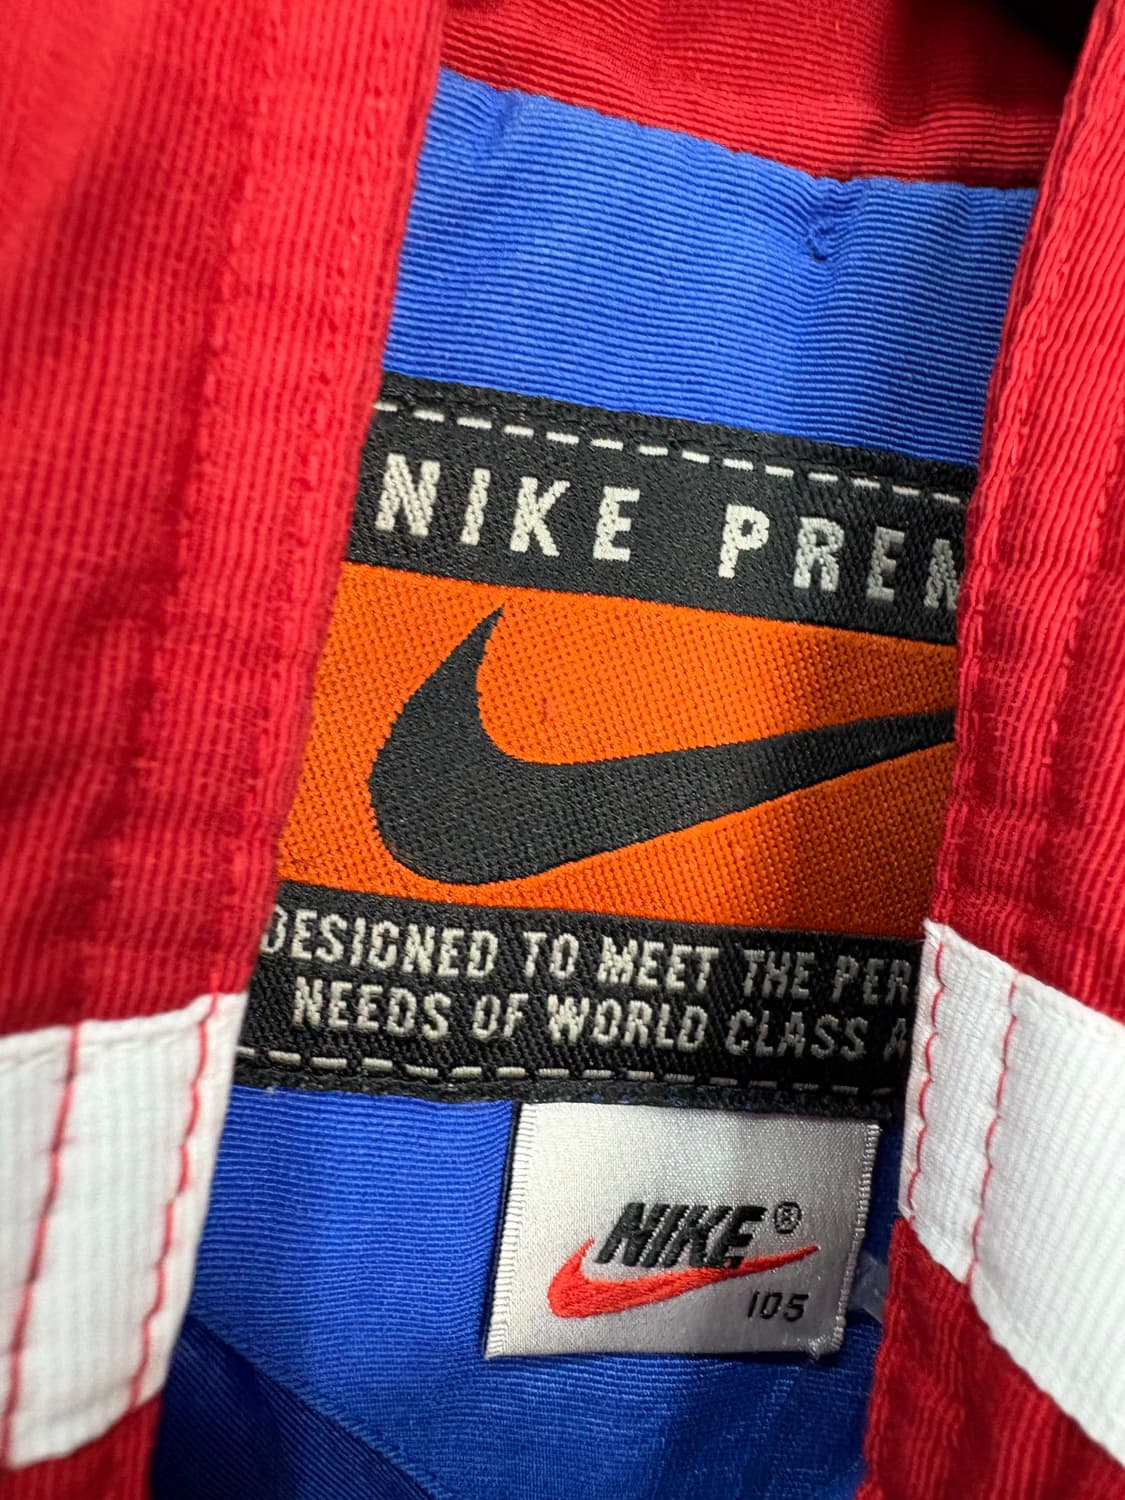 NIKE PREM
DESIGNED TO MEET THE PER
NEEDS OF WORLD CLASS A
NIKE®
105